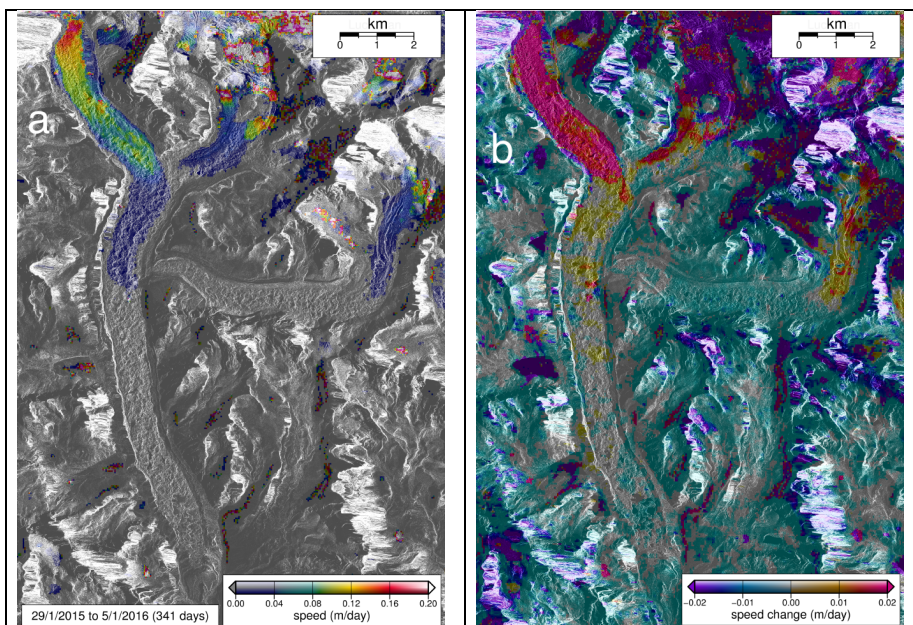 km
0 1 2
a
0.00 0.04 0.08 0.12 0.16 0.20
speed (m/day)
29/1/2015 to 5/1/2016 (341 days)
km
0 1 2
b
−0.02 −0.01 0.00 0.01 0.02
speed change (m/day)